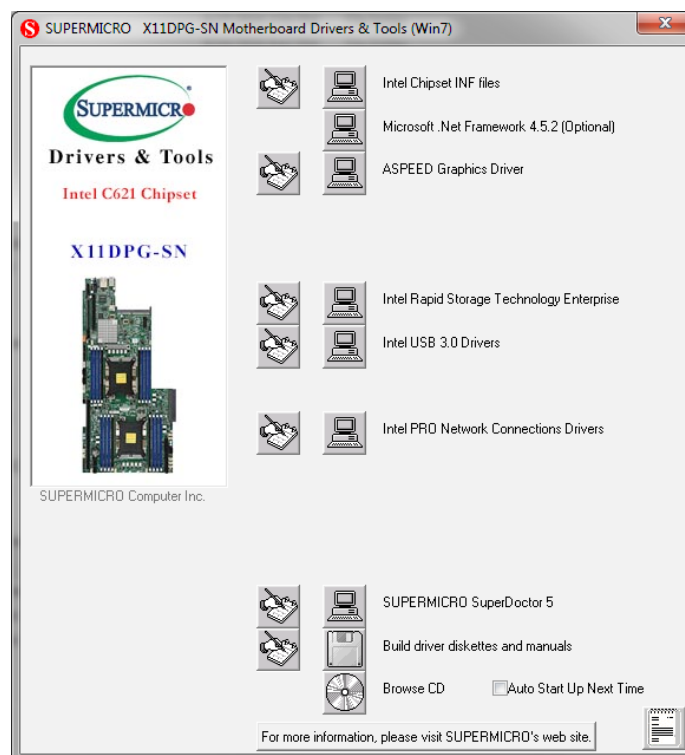 SUPERMICRO X11DPG-SN Motherboard Drivers & Tools (Win7)
SUPERMICRO
Drivers & Tools
Intel C621 Chipset
X11DPG-SN
SUPERMICRO Computer Inc.
Intel Chipset INF files
Microsoft .Net Framework 4.5.2 (Optional)
ASPEED Graphics Driver
Intel Rapid Storage Technology Enterprise
Intel USB 3.0 Drivers
Intel PRO Network Connections Drivers
SUPERMICRO SuperDoctor 5
Build driver diskettes and manuals
Browse CD
Auto Start Up Next Time
For more information, please visit SUPERMICRO's web site.